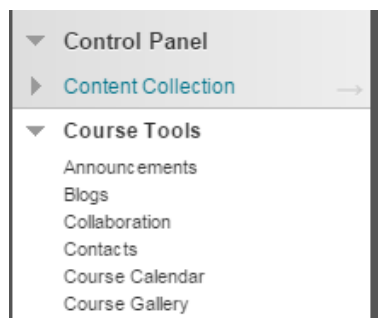 Control Panel
Content Collection
Course Tools
Announcements
Blogs
Collaboration
Contacts
Course Calendar
Course Gallery